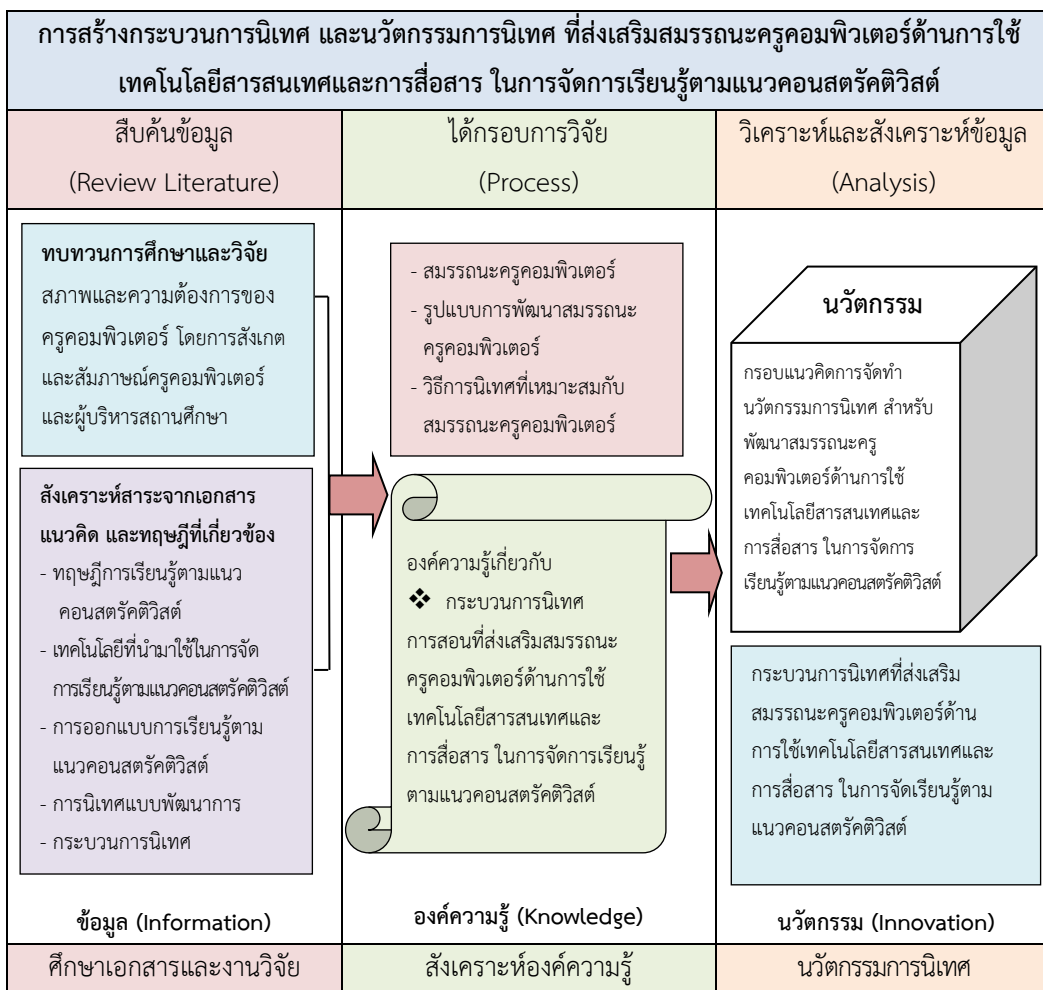 การสร้างกระบวนการนิเทศ และนวัตกรรมการนิเทศ ที่ส่งเสริมสมรรถนะครูคอมพิวเตอร์ด้านการใช้
เทคโนโลยีสารสนเทศและการสื่อสาร ในการจัดการเรียนรู้ตามแนวคอนสตรัคติวิสต์
สืบค้นข้อมูล
(Review Literature)
ได้กรอบการวิจัย
(Process)
วิเคราะห์และสังเคราะห์ข้อมูล
(Analysis)
ทบทวนการศึกษาและวิจัย
สภาพและความต้องการของ
ครูคอมพิวเตอร์ โดยการสังเกต
และสัมภาษณ์ครูคอมพิวเตอร์
และผู้บริหารสถานศึกษา
สังเคราะห์สาระจากเอกสาร
แนวคิด และทฤษฎีที่เกี่ยวข้อง
- ทฤษฎีการเรียนรู้ตามแนว
คอนสตรัคติวิสต์
- เทคโนโลยีที่นำมาใช้ในการจัด
การเรียนรู้ตามแนวคอนสตรัคติวิสต์
- การออกแบบการเรียนรู้ตาม
แนวคอนสตรัคติวิสต์
- การนิเทศแบบพัฒนาการ
- กระบวนการนิเทศ
ข้อมูล (Information)
- สมรรถนะครูคอมพิวเตอร์
- รูปแบบการพัฒนาสมรรถนะ
ครูคอมพิวเตอร์
- วิธีการนิเทศที่เหมาะสมกับ
สมรรถนะครูคอมพิวเตอร์
องค์ความรู้เกี่ยวกับ
❖ กระบวนการนิเทศ
การสอนที่ส่งเสริมสมรรถนะ
ครูคอมพิวเตอร์ด้านการใช้
เทคโนโลยีสารสนเทศและ
การสื่อสาร ในการจัดการเรียนรู้
ตามแนวคอนสตรัคติวิสต์
องค์ความรู้ (Knowledge)
นวัตกรรม
กรอบแนวคิดการจัดทำ
นวัตกรรมการนิเทศ สำหรับ
พัฒนาสมรรถนะครู
คอมพิวเตอร์ด้านการใช้
เทคโนโลยีสารสนเทศและ
การสื่อสาร ในการจัดการ
เรียนรู้ตามแนวคอนสตรัคติวิสต์
กระบวนการนิเทศที่ส่งเสริม
สมรรถนะครูคอมพิวเตอร์ด้าน
การใช้เทคโนโลยีสารสนเทศและ
การสื่อสาร ในการจัดเรียนรู้ตาม
แนวคอนสตรัคติวิสต์
นวัตกรรม (Innovation)
ศึกษาเอกสารและงานวิจัย
สังเคราะห์องค์ความรู้
นวัตกรรมการนิเทศ